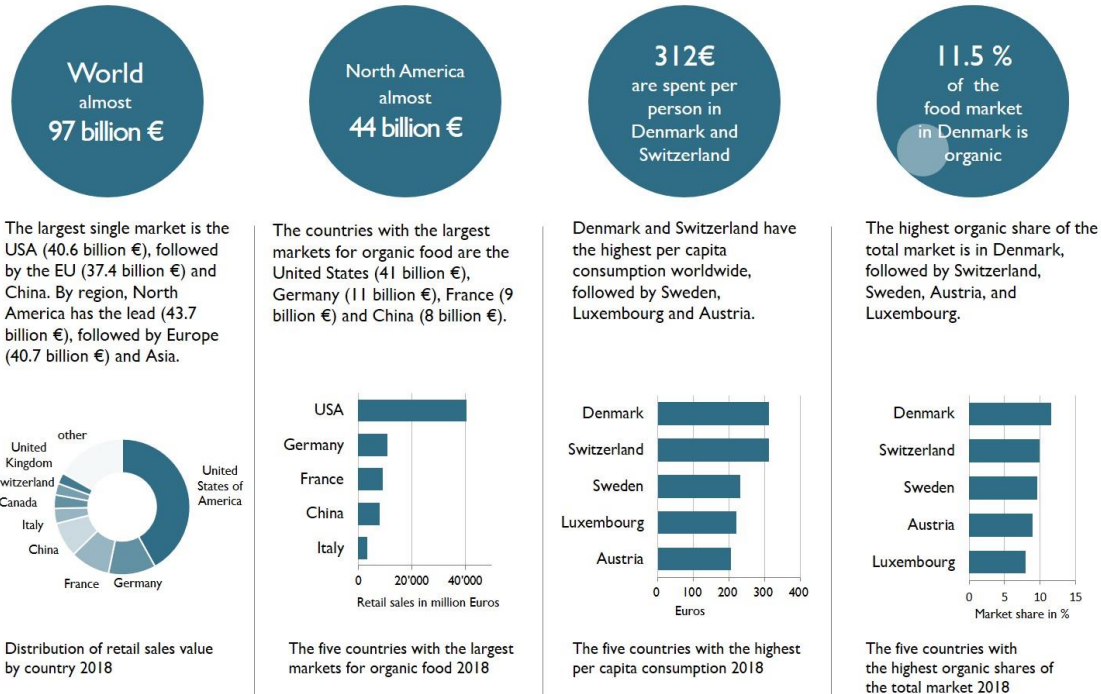 World
almost
97 billion €
North America
almost
44 billion €
312€
are spent per
person in
Denmark and
Switzerland
11.5 %
of the
food market
in Denmark is
organic
The largest single market is the
USA (40.6 billion €), followed
by the EU (37.4 billion €) and
China. By region, North
America has the lead (43.7
billion €), followed by Europe
(40.7 billion €) and Asia.
The countries with the largest
markets for organic food are the
United States (41 billion €),
Germany (11 billion €), France (9
billion €) and China (8 billion €).
Denmark and Switzerland have
the highest per capita
consumption worldwide,
followed by Sweden,
Luxembourg and Austria.
The highest organic share of the
total market is in Denmark,
followed by Switzerland,
Sweden, Austria, and
Luxembourg.
other
United
Kingdom
witzerland
Canada
Italy
China
France
Germany
United
States of
America
Distribution of retail sales value
by country 2018
USA
Germany
France
China
Italy
0 20'000 40'000
Retail sales in million Euros
The five countries with the largest
markets for organic food 2018
Denmark
Switzerland
Sweden
Luxembourg
Austria
0 100 200 300 400
Euros
The five countries with the highest
per capita consumption 2018
Denmark
Switzerland
Sweden
Austria
Luxembourg
0 5 10 15
Market share in %
The five countries with
the highest organic shares of
the total market 2018